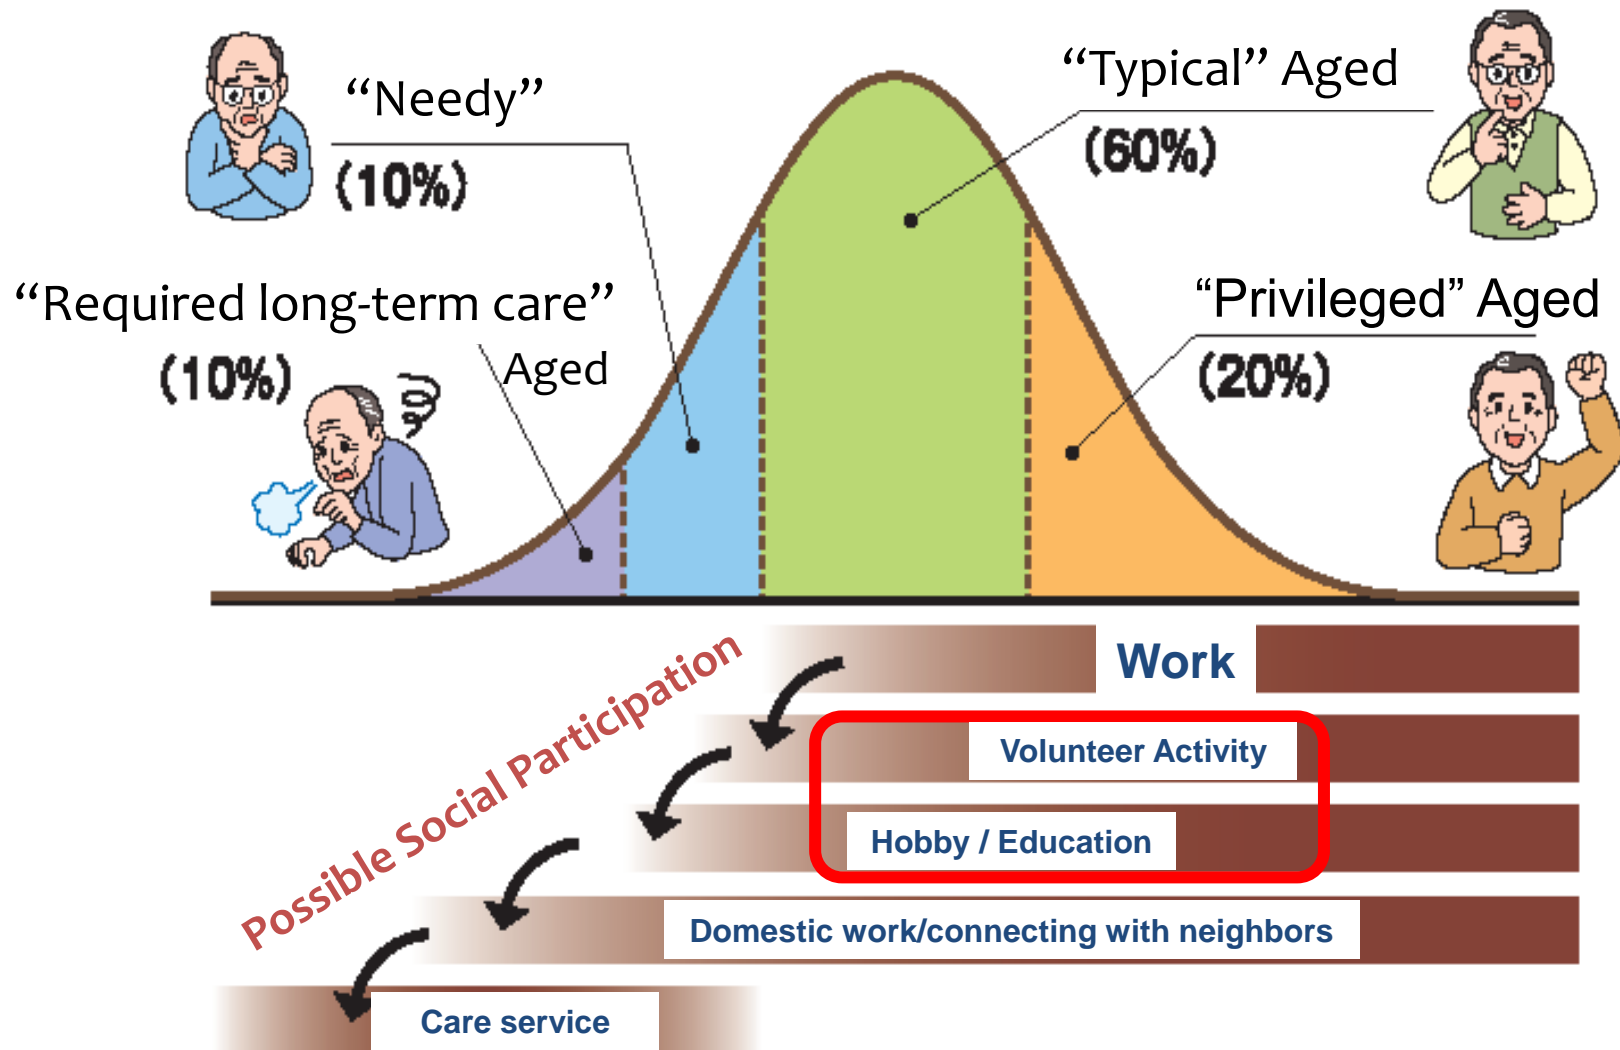 “Needy”
(10%)
“Typical” Aged
(60%)
“Required long-term care”
Aged
(10%)
“Privileged” Aged
(20%)
Possible Social Participation
Work
Volunteer Activity
Hobby / Education
Domestic work/connecting with neighbors
Care service